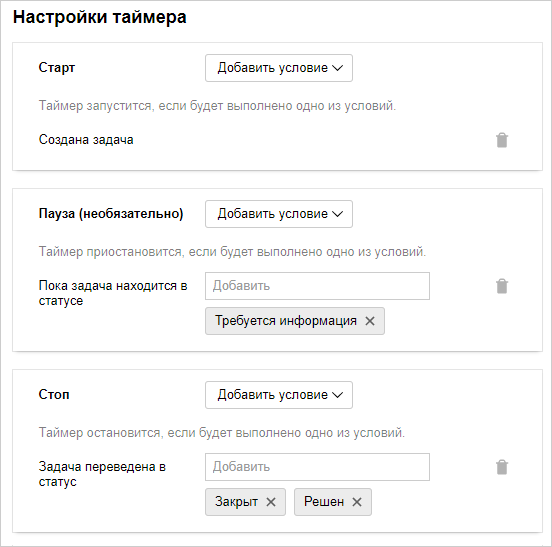 Настройки таймера
Старт
Добавить условие
Таймер запустится, если будет выполнено одно из условий.
Создана задача
Пауза (необязательно)
Добавить условие
Таймер приостановится, если будет выполнено одно из условий.
Пока задача находится в
статусе
Добавить
Требуется информация
Стоп
Добавить условие
Таймер остановится, если будет выполнено одно из условий.
Задача переведена в
статус
Добавить
Закрыт
Решен